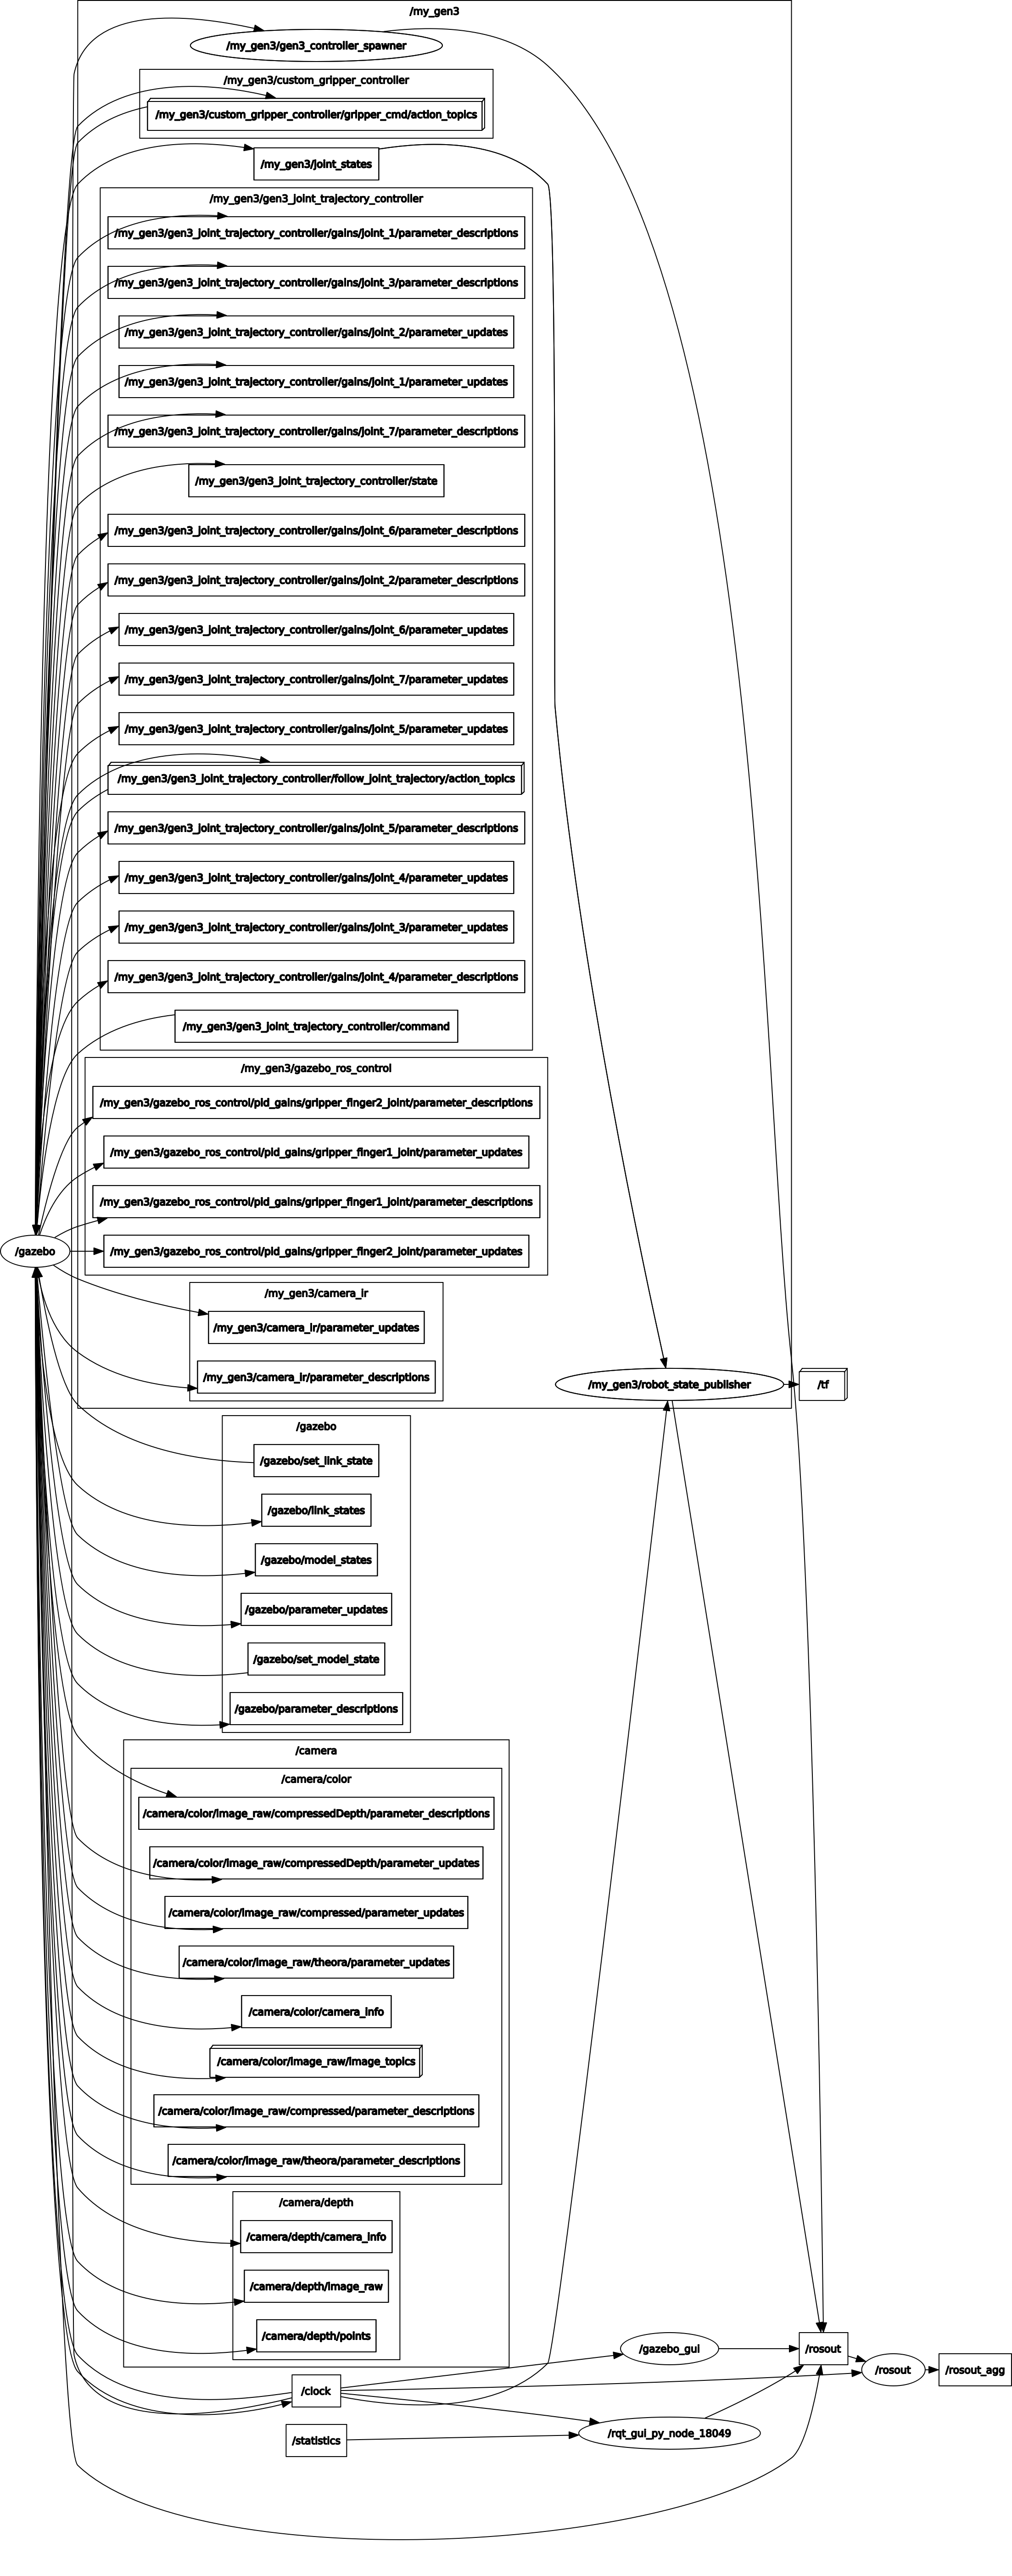 /my_gen3
/my_gen3/gen3_controller_spawner
/my_gen3/custom_gripper_controller
/my_gen3/custom_gripper_controller/gripper_cmd/action_topics
/my_gen3/joint_states
/my_gen3/gen3_joint_trajectory_controller
/my_gen3/gen3_joint_trajectory_controller/gains/joint_1/parameter_descriptions
/my_gen3/gen3_joint_trajectory_controller/gains/joint_3/parameter_descriptions
/my_gen3/gen3_joint_trajectory_controller/gains/joint_2/parameter_updates
/my_gen3/gen3_joint_trajectory_controller/gains/joint_1/parameter_updates
/my_gen3/gen3_joint_trajectory_controller/gains/joint_7/parameter_descriptions
/my_gen3/gen3_joint_trajectory_controller/state
/my_gen3/gen3_joint_trajectory_controller/gains/joint_6/parameter_descriptions
/my_gen3/gen3_joint_trajectory_controller/gains/joint_2/parameter_descriptions
/my_gen3/gen3_joint_trajectory_controller/gains/joint_6/parameter_updates
/my_gen3/gen3_joint_trajectory_controller/gains/joint_7/parameter_updates
/my_gen3/gen3_joint_trajectory_controller/gains/joint_5/parameter_updates
/my_gen3/gen3_joint_trajectory_controller/follow_joint_trajectory/action_topics
/my_gen3/gen3_joint_trajectory_controller/gains/joint_5/parameter_descriptions
/my_gen3/gen3_joint_trajectory_controller/gains/joint_4/parameter_updates
/my_gen3/gen3_joint_trajectory_controller/gains/joint_3/parameter_updates
/my_gen3/gen3_joint_trajectory_controller/gains/joint_4/parameter_descriptions
/my_gen3/gen3_joint_trajectory_controller/command
/my_gen3/gazebo_ros_control
/my_gen3/gazebo_ros_control/pid_gains/gripper_finger2_joint/parameter_descriptions
/my_gen3/gazebo_ros_control/pid_gains/gripper_finger1_joint/parameter_updates
/my_gen3/gazebo_ros_control/pid_gains/gripper_finger1_joint/parameter_descriptions
/gazebo
/my_gen3/gazebo_ros_control/pid_gains/gripper_finger2_joint/parameter_updates
/my_gen3/camera_ir
/my_gen3/camera_ir/parameter_updates
/my_gen3/camera_ir/parameter_descriptions
/my_gen3/robot_state_publisher
/tf
/gazebo
/gazebo/set_link_state
/gazebo/link_states
/gazebo/model_states
/gazebo/parameter_updates
/gazebo/set_model_state
/gazebo/parameter_descriptions
/camera
/camera/color
/camera/color/image_raw/compressedDepth/parameter_descriptions
/camera/color/image_raw/compressedDepth/parameter_updates
/camera/color/image_raw/compressed/parameter_updates
/camera/color/image_raw/theora/parameter_updates
/camera/color/camera_info
/camera/color/image_raw/image_topics
/camera/color/image_raw/compressed/parameter_descriptions
/camera/color/image_raw/theora/parameter_descriptions
/camera/depth
/camera/depth/camera_info
/camera/depth/image_raw
/camera/depth/points
/gazebo_gui
/rosout
/rosout
/rosout_agg
/clock
/rqt_gui_py_node_18049
/statistics